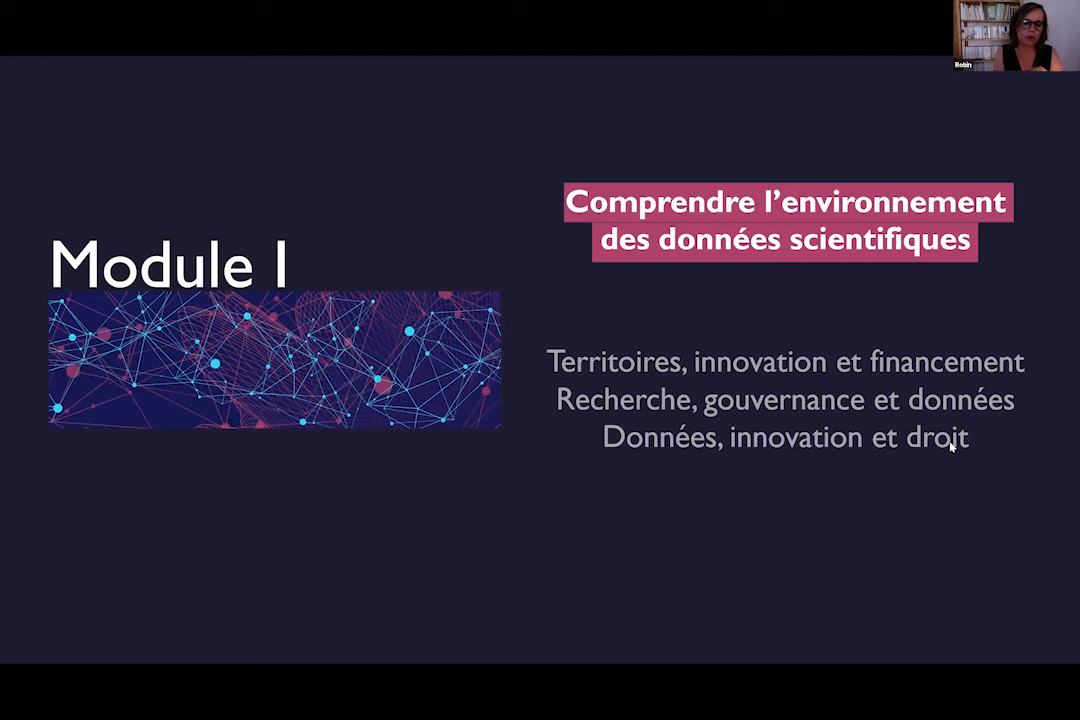 Robin
Module I
Comprendre l’environnement
des données scientifiques
Territoires, innovation et financement
Recherche, gouvernance et données
Données, innovation et droit